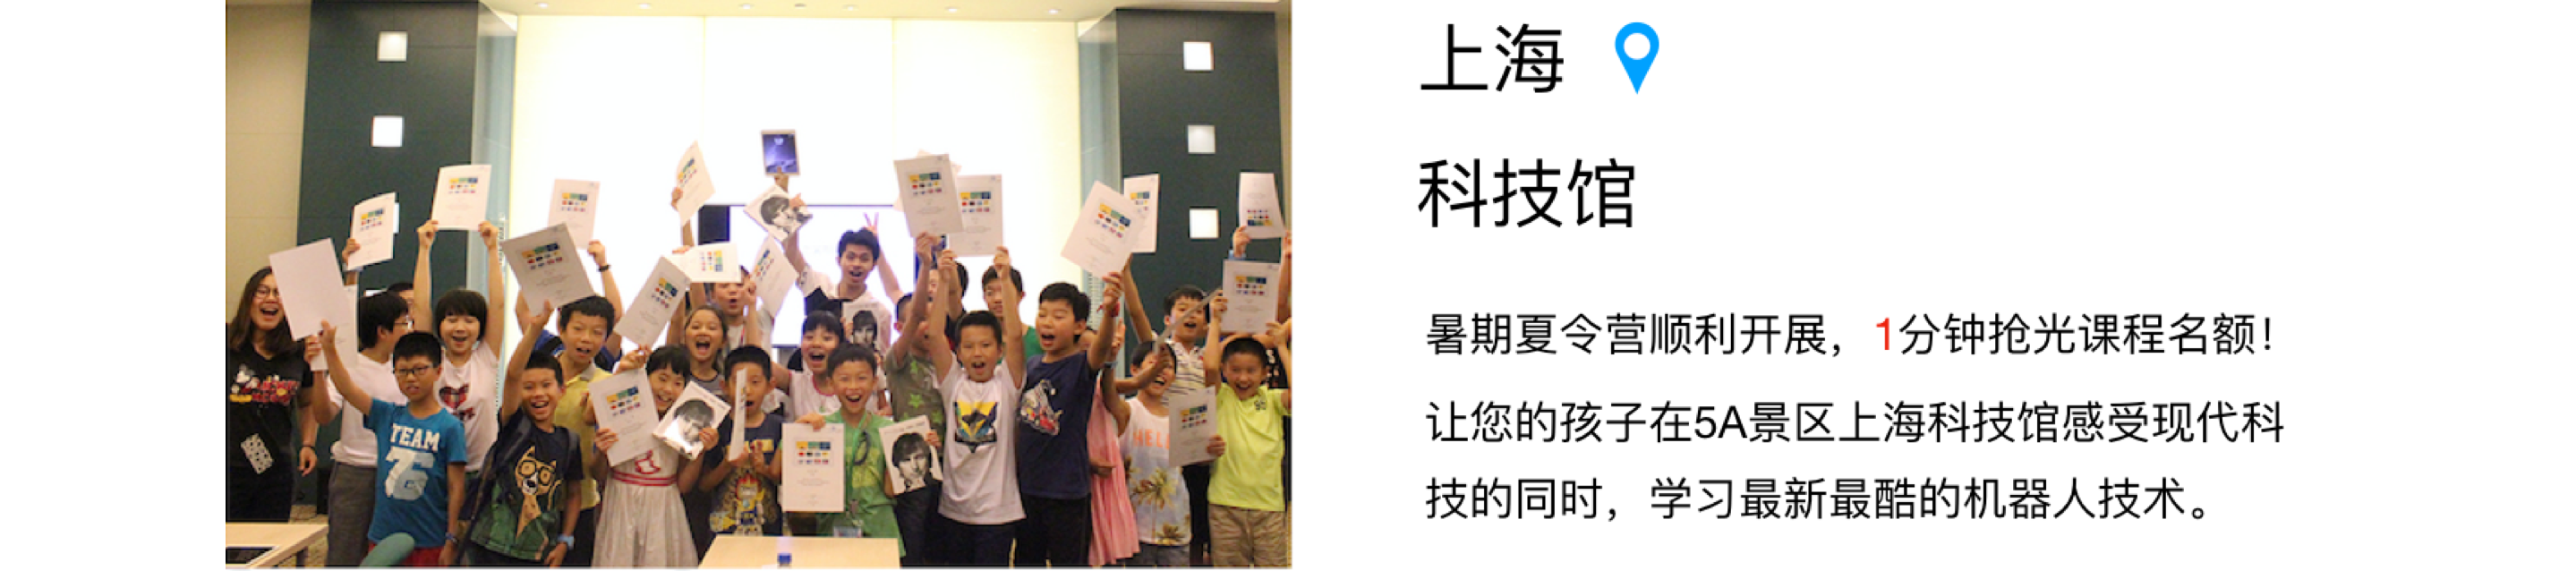 上海
科技馆
暑期夏令营顺利开展，1分钟抢光课程名额！
让您的孩子在5A景区上海科技馆感受现代科
技的同时，学习最新最酷的机器人技术。
TEAM
76
HELL